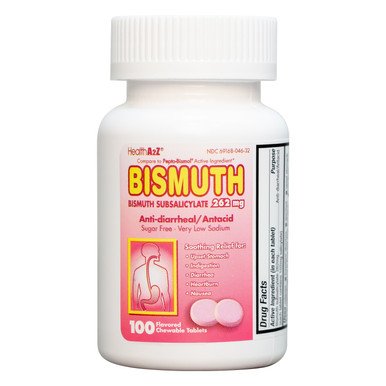 HealthA2Z®
NDC 69168-046-32
Compare to Pepto-Bismol® Active Ingredient*
BISMUTH
BISMUTH SUBSALICYLATE 262 mg
Anti-diarrheal/Antacid
Sugar Free - Very Low Sodium
Soothing Relief for:
• Upset Stomach
• Indigestion
• Diarrhea
• Heartburn
• Nausea
100 Flavored
Chewable Tablets
Drug Facts
Active Ingredient (in each tablet)
Purpose